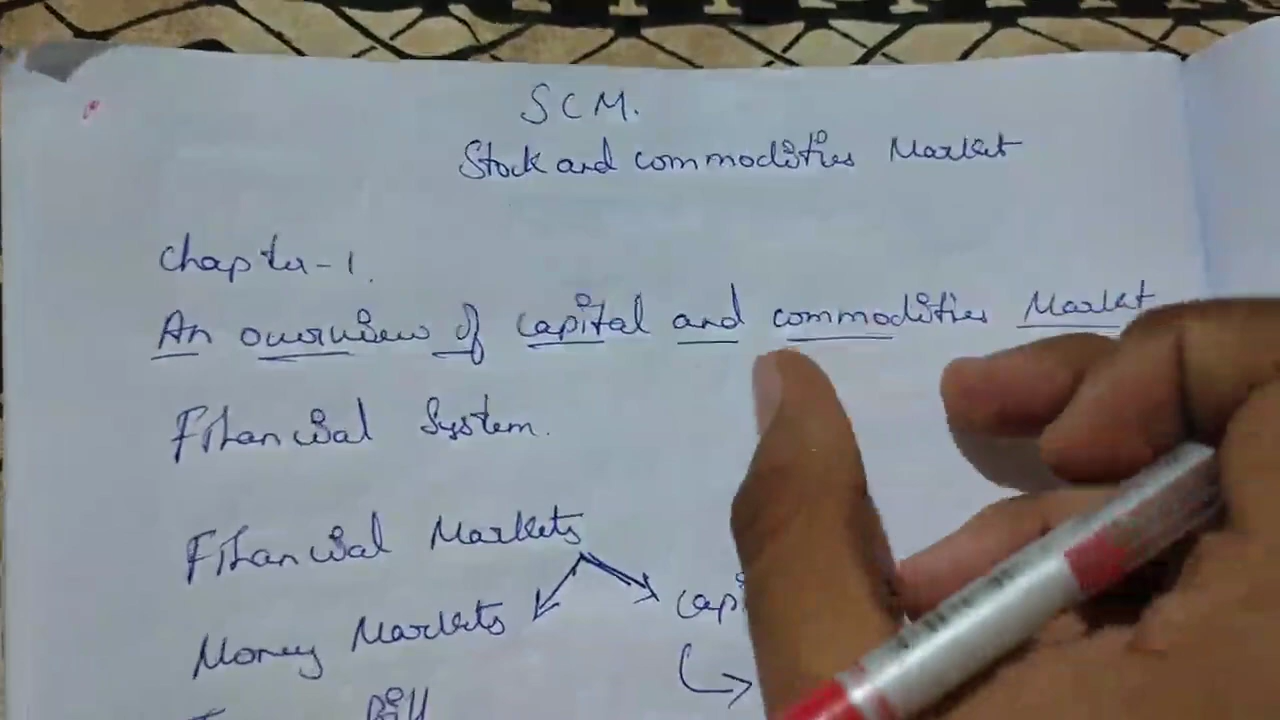 SCM.
Stock and commodities Market
Chapter-1.
An overview of capital and commodities Market
Financial System.
Financial Markets
Money Markets
Bill